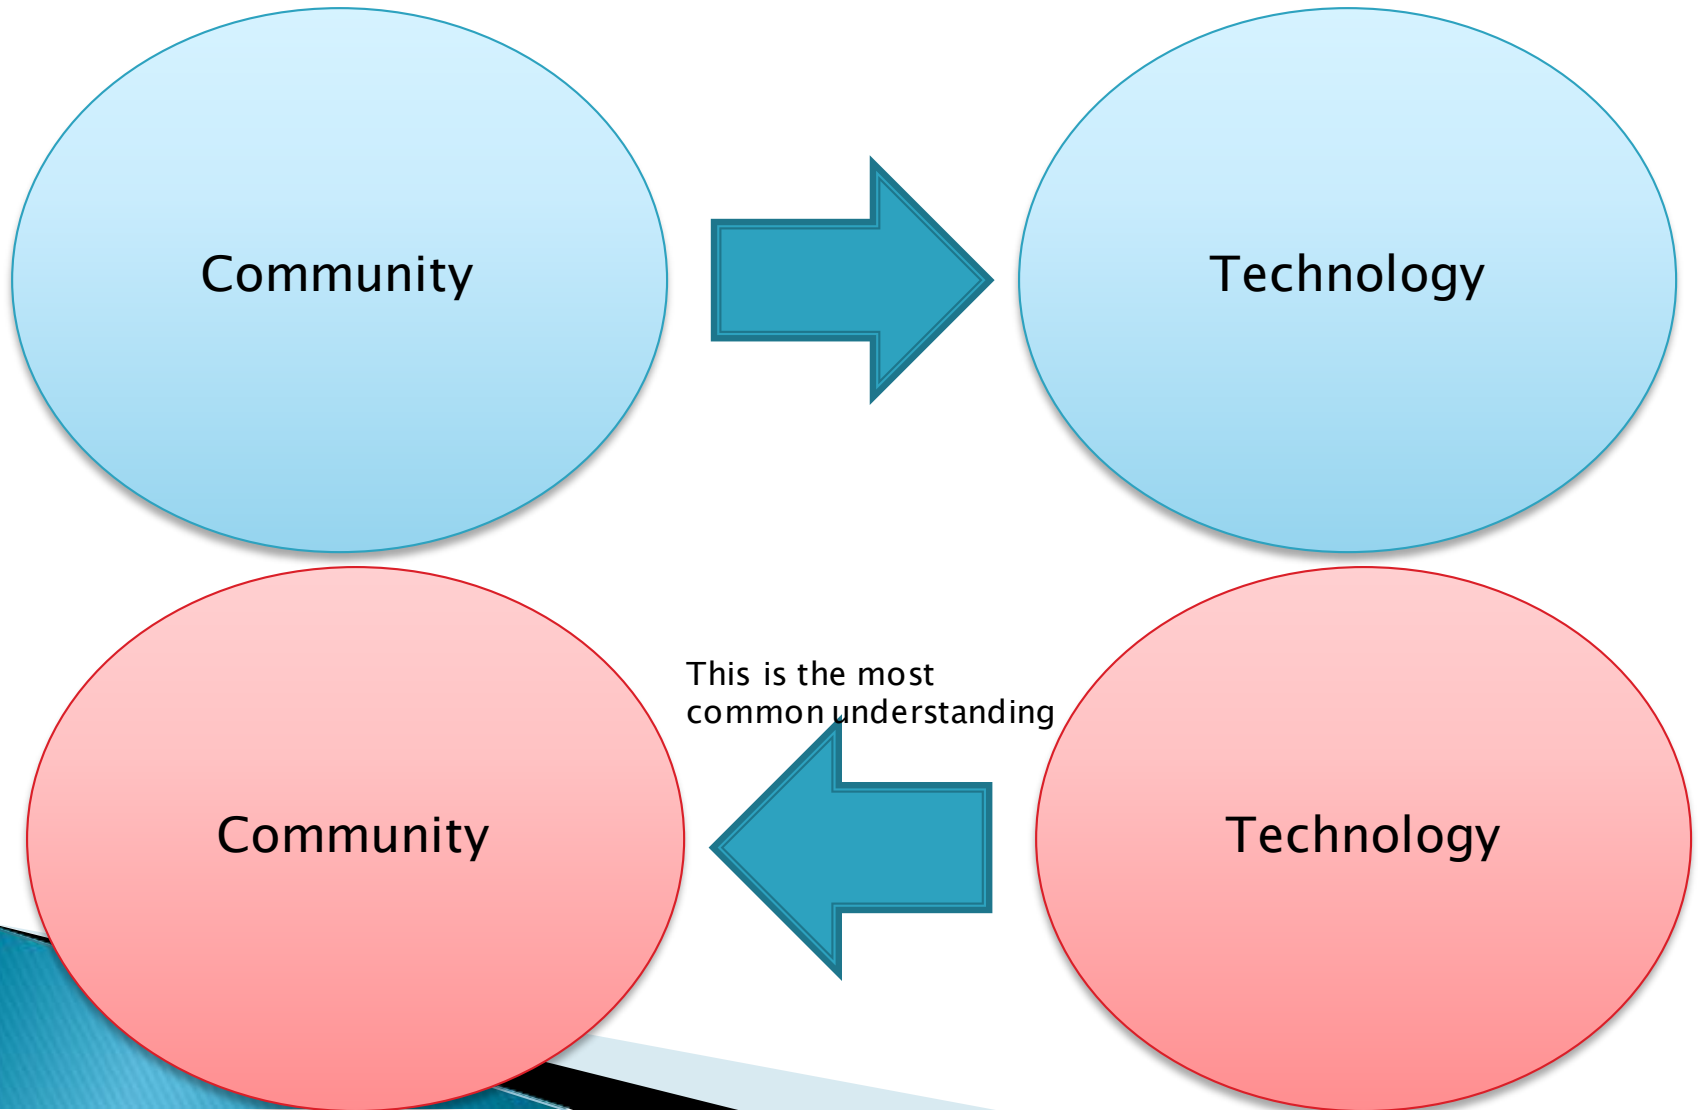 Community
Technology
This is the most
common understanding
Community
Technology